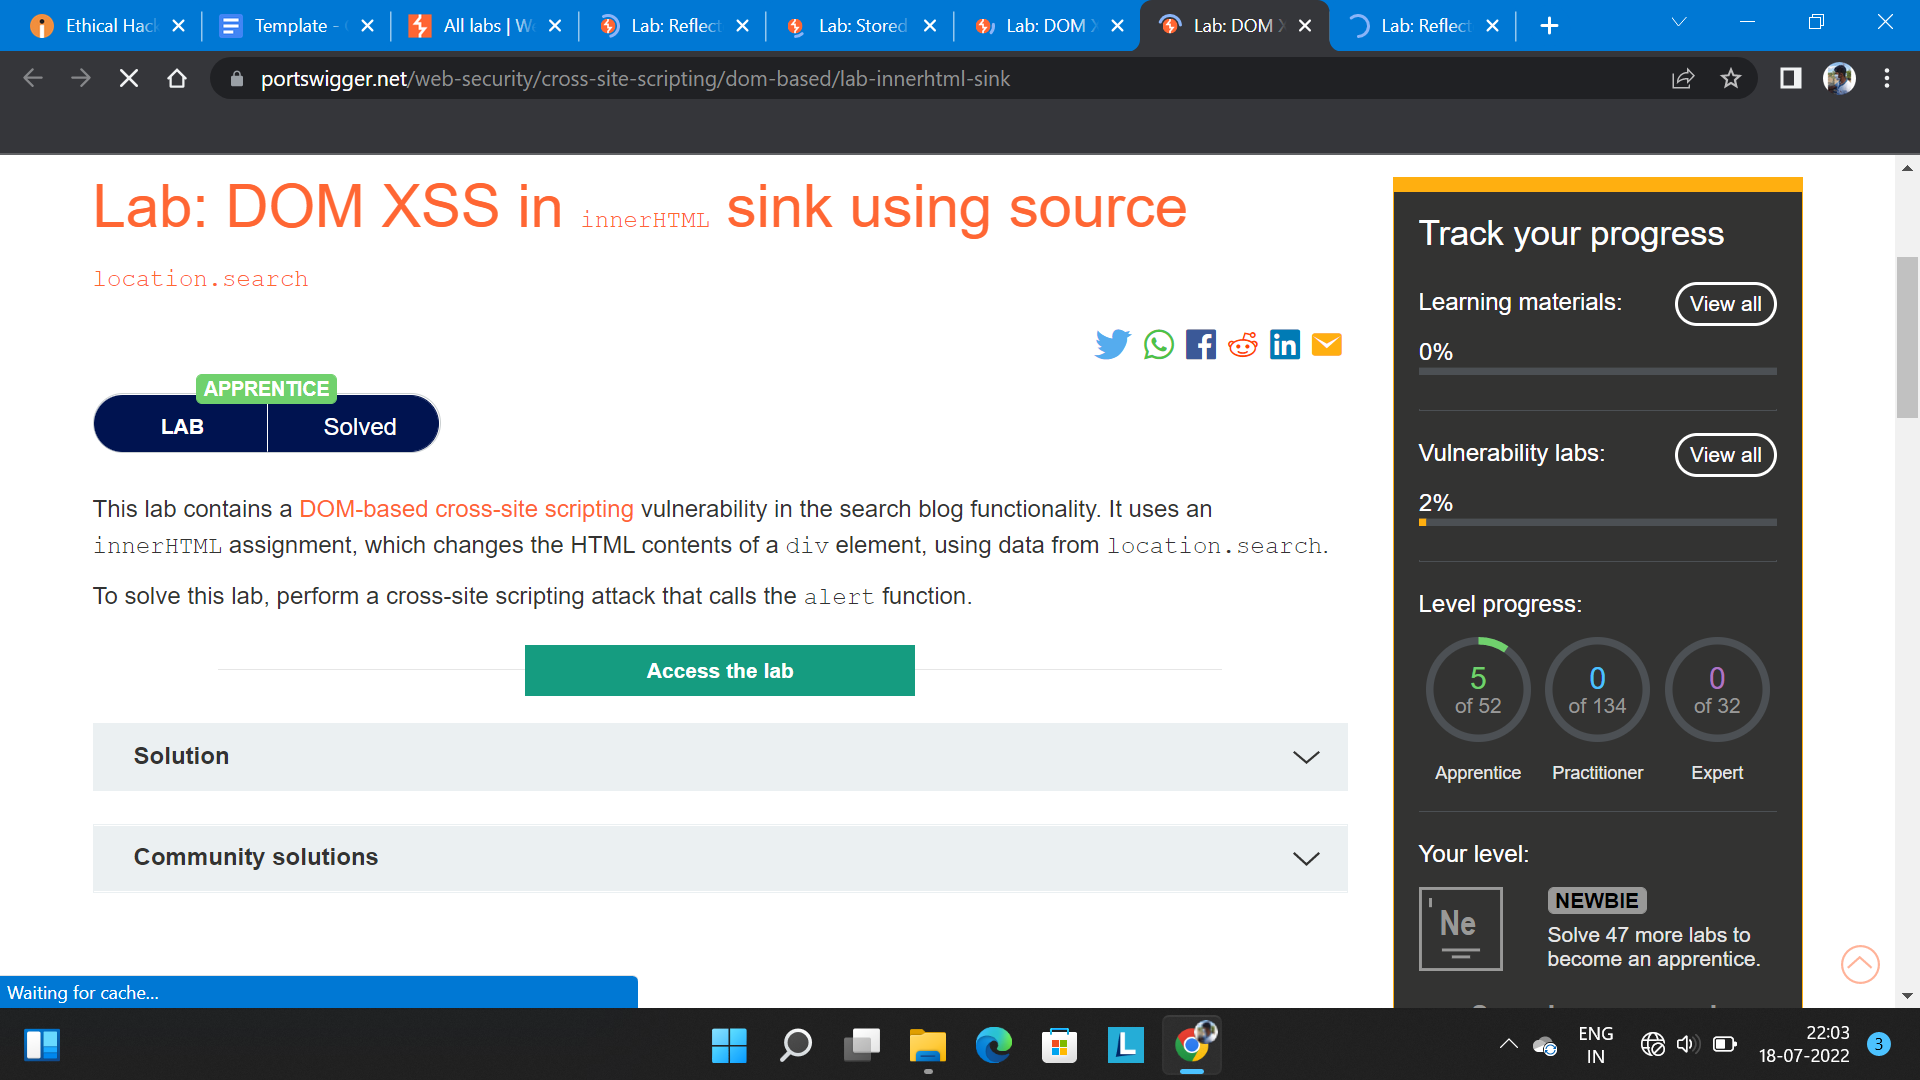 Ethical Hac
Template -
All labs | W
Lab: Reflect
Lab: Stored
Lab: DOM
Lab: DOM
Lab: Reflect
portswigger.net/web-security/cross-site-scripting/dom-based/lab-innerhtml-sink
Lab: DOM XSS in innerHTML sink using source
location.search
APPRENTICE
LAB
Solved
This lab contains a DOM-based cross-site scripting vulnerability in the search blog functionality. It uses an
innerHTML assignment, which changes the HTML contents of a div element, using data from location.search.
To solve this lab, perform a cross-site scripting attack that calls the alert function.
Access the lab
Solution
Community solutions
Track your progress
Learning materials:
View all
0%
Vulnerability labs:
View all
2%
Level progress:
5
of 52
0
of 134
0
of 32
Apprentice
Practitioner
Expert
Your level:
Ne
NEWBIE
Solve 47 more labs to
become an apprentice.
Waiting for cache...
ENG
IN
22:03
18-07-2022
3